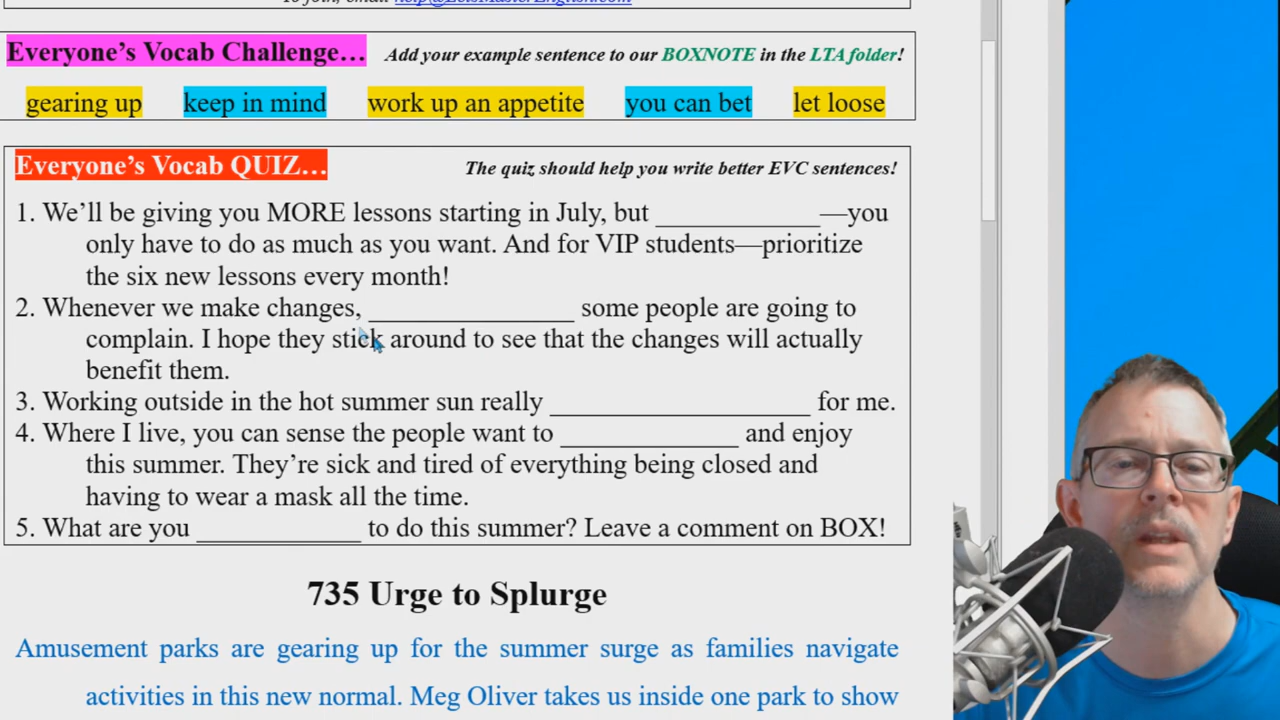 To join, email help@LetsMasterEnglish.com
Everyone’s Vocab Challenge… Add your example sentence to our BOXNOTE in the LTA folder!
gearing up keep in mind work up an appetite you can bet let loose
Everyone’s Vocab QUIZ… The quiz should help you write better EVC sentences!
1. We’ll be giving you MORE lessons starting in July, but ____________—you
only have to do as much as you want. And for VIP students—prioritize
the six new lessons every month!
2. Whenever we make changes, _______________ some people are going to
complain. I hope they stick around to see that the changes will actually
benefit them.
3. Working outside in the hot summer sun really ___________________ for me.
4. Where I live, you can sense the people want to _____________ and enjoy
this summer. They’re sick and tired of everything being closed and
having to wear a mask all the time.
5. What are you ____________ to do this summer? Leave a comment on BOX!
735 Urge to Splurge
Amusement parks are gearing up for the summer surge as families navigate
activities in this new normal. Meg Oliver takes us inside one park to show